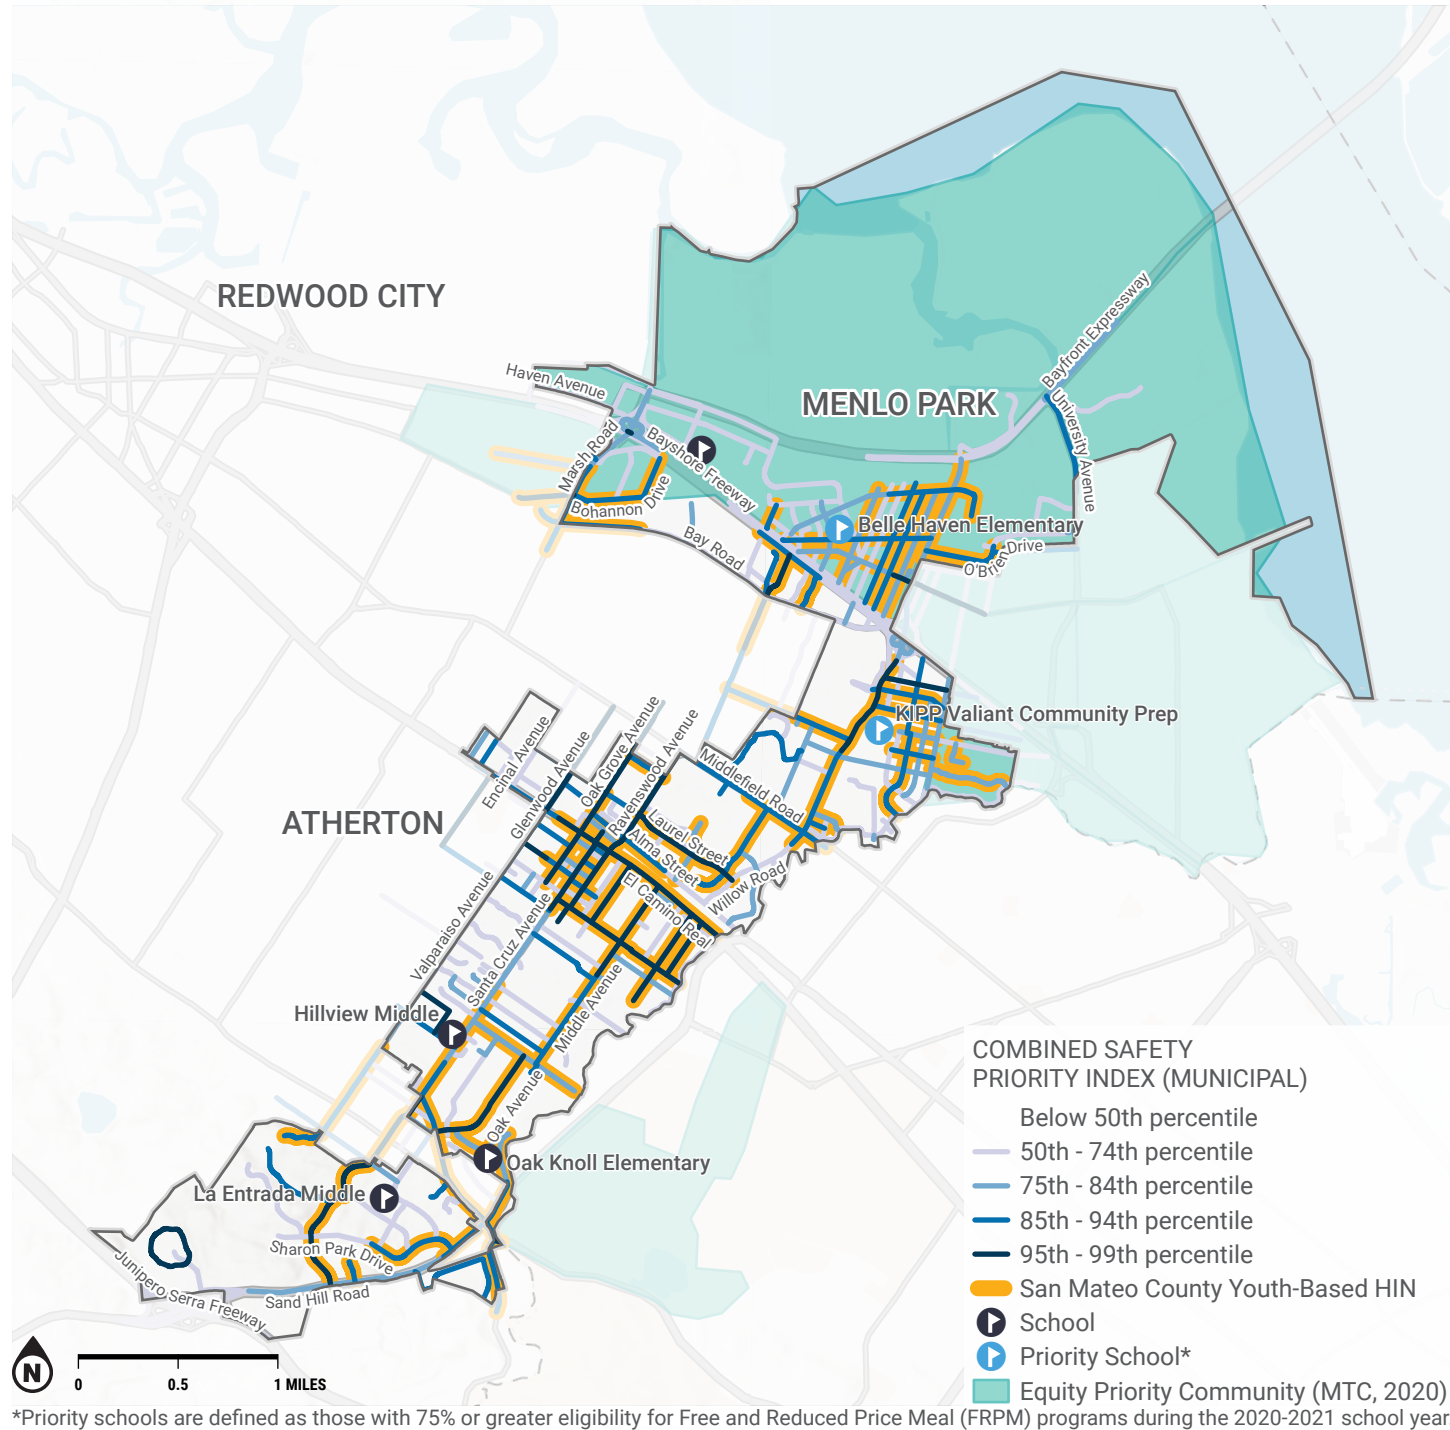 REDWOOD CITY
Haven Avenue
MENLO PARK
Bayfront Expressway
University Avenue
Marsh Road
Bayshore Freeway
Bohannon Drive
Bay Road
Belle Haven Elementary
O'Brien Drive
KIPP Valiant Community Prep
Encinal Avenue
Glenwood Avenue
Oak Grove Avenue
Ravenswood Avenue
Middlefield Road
ATHERTON
Laurel Street
Alma Street
El Camino Real
Willow Road
Valparaiso Avenue
Santa Cruz Avenue
Middle Avenue
Hillview Middle
Oak Avenue
Oak Knoll Elementary
La Entrada Middle
Sharon Park Drive
Sand Hill Road
Junipero Serra Freeway
COMBINED SAFETY
PRIORITY INDEX (MUNICIPAL)
Below 50th percentile
50th - 74th percentile
75th - 84th percentile
85th - 94th percentile
95th - 99th percentile
San Mateo County Youth-Based HIN
School
Priority School*
Equity Priority Community (MTC, 2020)
N
0 0.5 1 MILES
*Priority schools are defined as those with 75% or greater eligibility for Free and Reduced Price Meal (FRPM) programs during the 2020-2021 school year